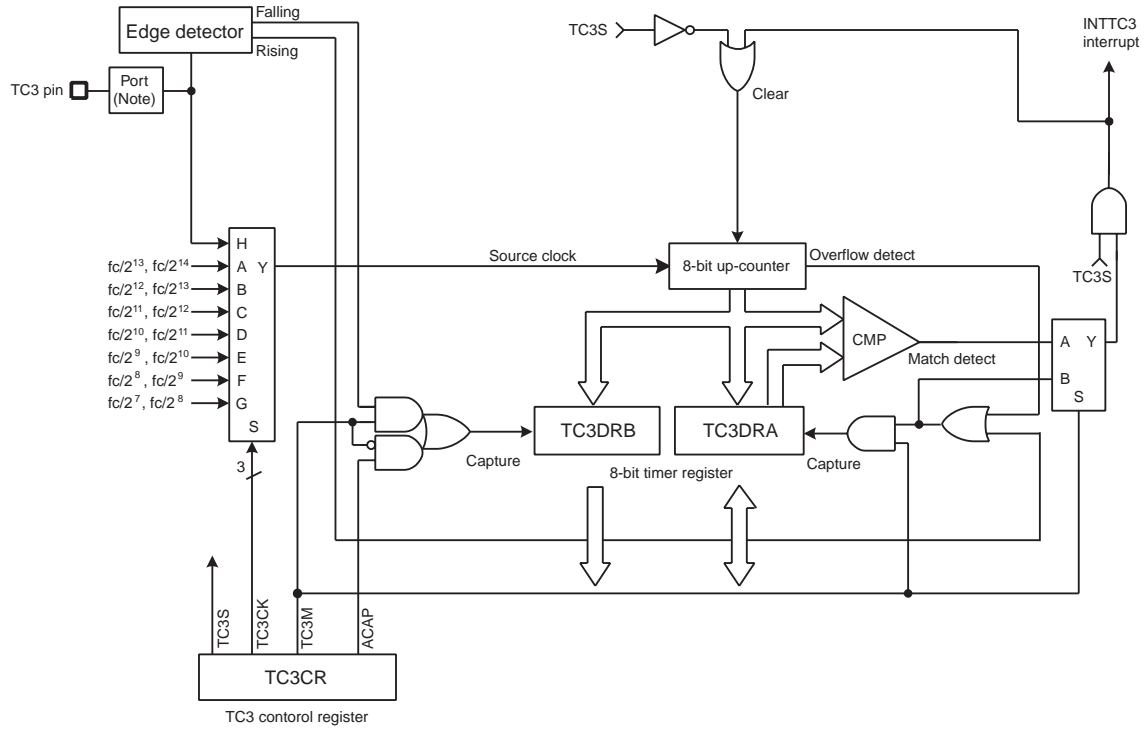 Falling
Edge detector
Rising
TC3 pin
Port
(Note)
TC3S
Clear
INTTC3
interrupt
TC3S
H
A
B
C
D
E
F
G
Y
S
fc/2¹³, fc/2¹⁴
fc/2¹², fc/2¹³
fc/2¹¹, fc/2¹²
fc/2¹⁰, fc/2¹¹
fc/2⁹ , fc/2¹⁰
fc/2⁸ , fc/2⁹
fc/2⁷, fc/2⁸
3
Source clock
8-bit up-counter
Overflow detect
CMP
Match detect
A
Y
B
S
Capture
TC3DRB
TC3DRA
Capture
8-bit timer register
TC3S
TC3CK
TC3M
ACAP
TC3CR
TC3 contorol register